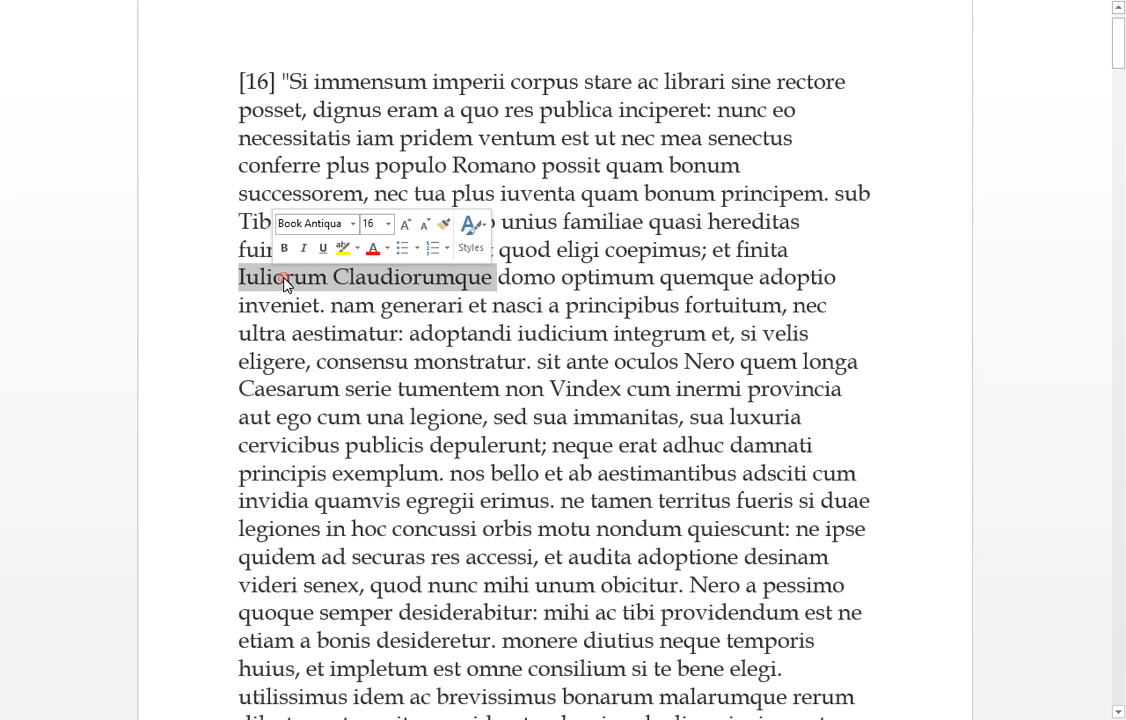 [16] "Si immensum imperii corpus stare ac librari sine rectore
posset, dignus eram a quo res publica inciperet: nunc eo
necessitatis iam pridem ventum est ut nec mea senectus
conferre plus populo Romano possit quam bonum
successorem, nec tua plus iuventa quam bonum principem. sub
Tib unius familiae quasi hereditas
Book Antiqua 16
quod eligi coepimus; et finita
B I U ab A Styles
Iuliorum Claudiorumque domo optimum quemque adoptio
inveniet. nam generari et nasci a principibus fortuitum, nec
ultra aestimatur: adoptandi iudicium integrum et, si velis
eligere, consensu monstratur. sit ante oculos Nero quem longa
Caesarum serie tumentem non Vindex cum inermi provincia
aut ego cum una legione, sed sua immanitas, sua luxuria
cervicibus publicis depulerunt; neque erat adhuc damnati
principis exemplum. nos bello et ab aestimantibus adsciti cum
invidia quamvis egregii erimus. ne tamen territus fueris si duae
legiones in hoc concussi orbis motu nondum quiescunt: ne ipse
quidem ad securas res accessi, et audita adoptione desinam
videri senex, quod nunc mihi unum obicitur. Nero a pessimo
quoque semper desiderabitur: mihi ac tibi providendum est ne
etiam a bonis desideretur. monere diutius neque temporis
huius, et impletum est omne consilium si te bene elegi.
utilissimus idem ac brevissimus bonarum malarumque rerum